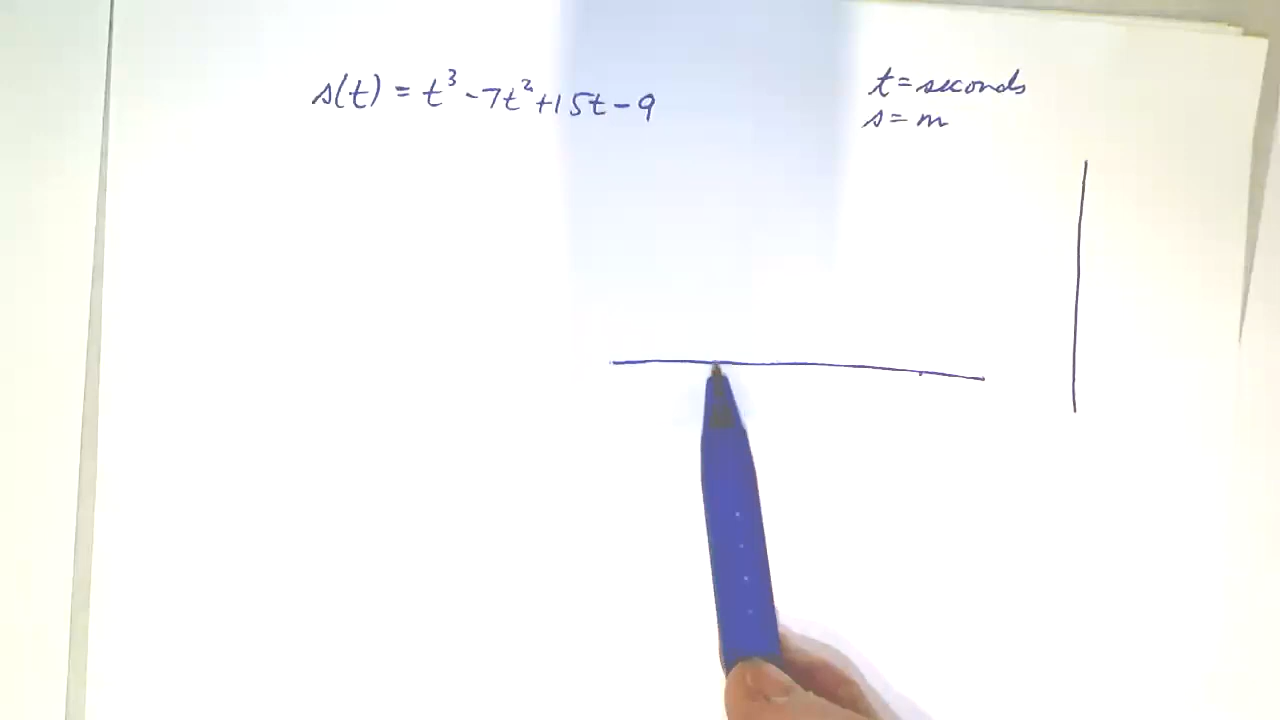 s(t) = t³ - 7t² + 15t - 9
t = seconds
s = m